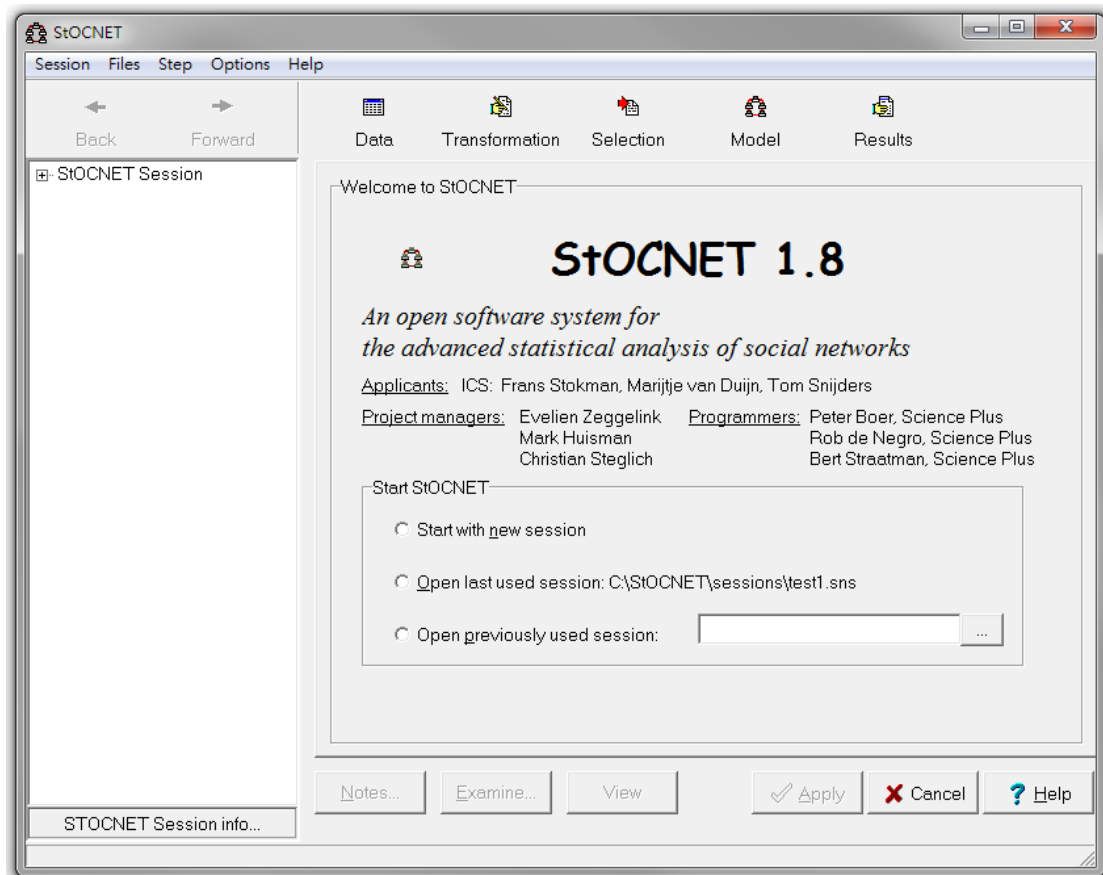 StOCNET
Session Files Step Options Help
Back Forward Data Transformation Selection Model Results
StOCNET Session
Welcome to StOCNET
StOCNET 1.8
An open software system for
the advanced statistical analysis of social networks
Applicants: ICS: Frans Stokman, Marijtje van Duijn, Tom Snijders
Project managers: Evelien Zeggelink Programmers: Peter Boer, Science Plus
Mark Huisman Rob de Negro, Science Plus
Christian Steglich Bert Straatman, Science Plus
Start StOCNET
Start with new session
Open last used session: C:\StOCNET\sessions\test1.sns
Open previously used session: ...
Notes... Examine... View Apply Cancel Help
STOCNET Session info...